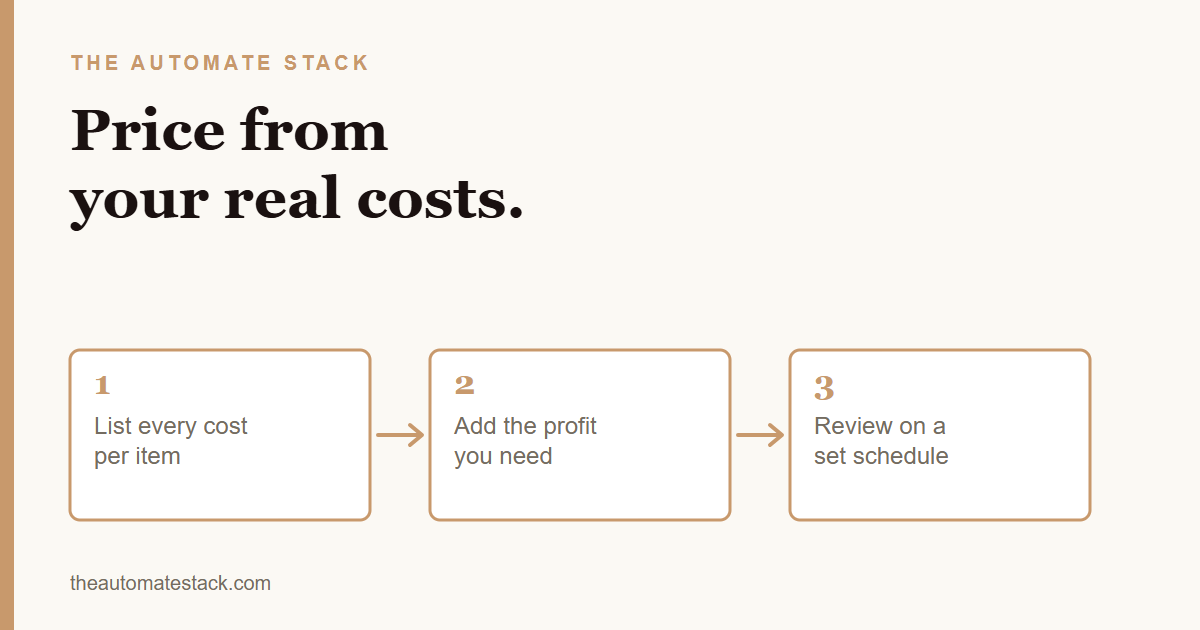 THE AUTOMATE STACK
Price from
your real costs.
1
List every cost
per item
2
Add the profit
you need
3
Review on a
set schedule
theautomatestack.com